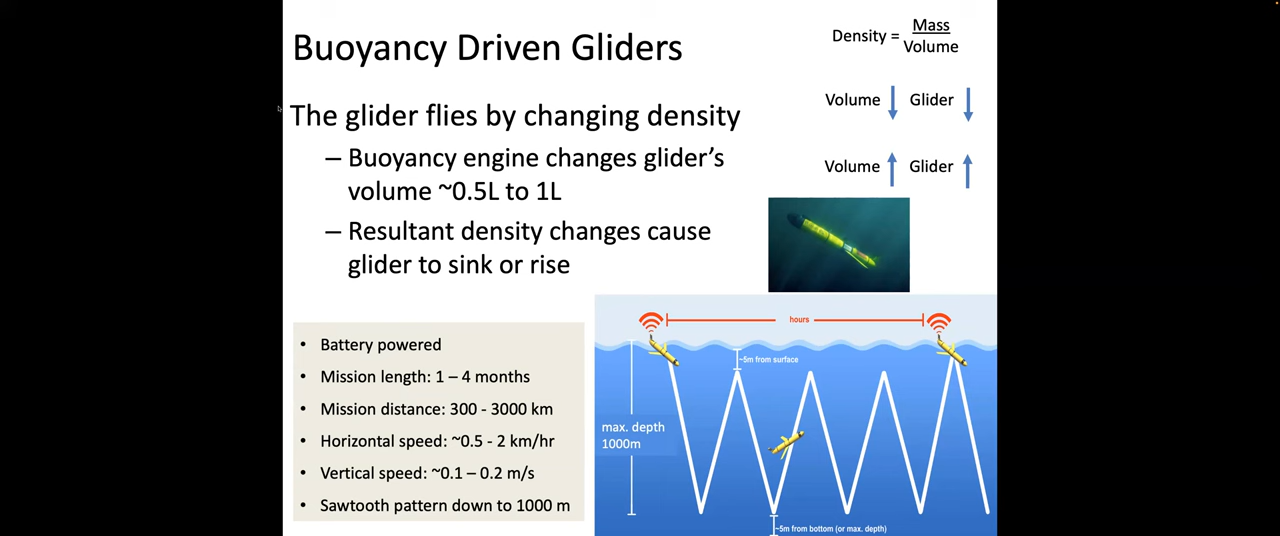 Buoyancy Driven Gliders
Density = Mass
Volume
Volume Glider
Volume Glider
The glider flies by changing density
– Buoyancy engine changes glider's
volume ~0.5L to 1L
– Resultant density changes cause
glider to sink or rise
• Battery powered
• Mission length: 1 – 4 months
• Mission distance: 300 - 3000 km
• Horizontal speed: ~0.5 - 2 km/hr
• Vertical speed: ~0.1 – 0.2 m/s
• Sawtooth pattern down to 1000 m
hours
~5m from surface
max. depth
1000m
~5m from bottom (or max. depth)